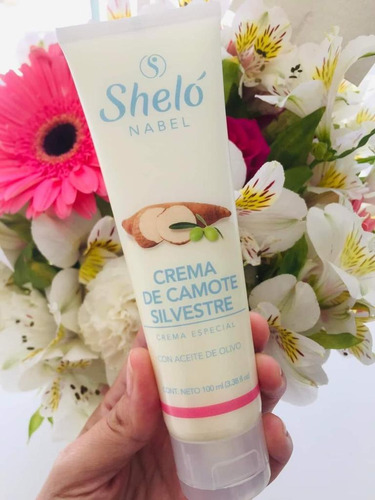 S
Sheló
NABEL
CREMA
DE CAMOTE
SILVESTRE
CREMA ESPECIAL
CON ACEITE DE OLIVO
CONT. NETO 100 ml (3.38 fl oz)